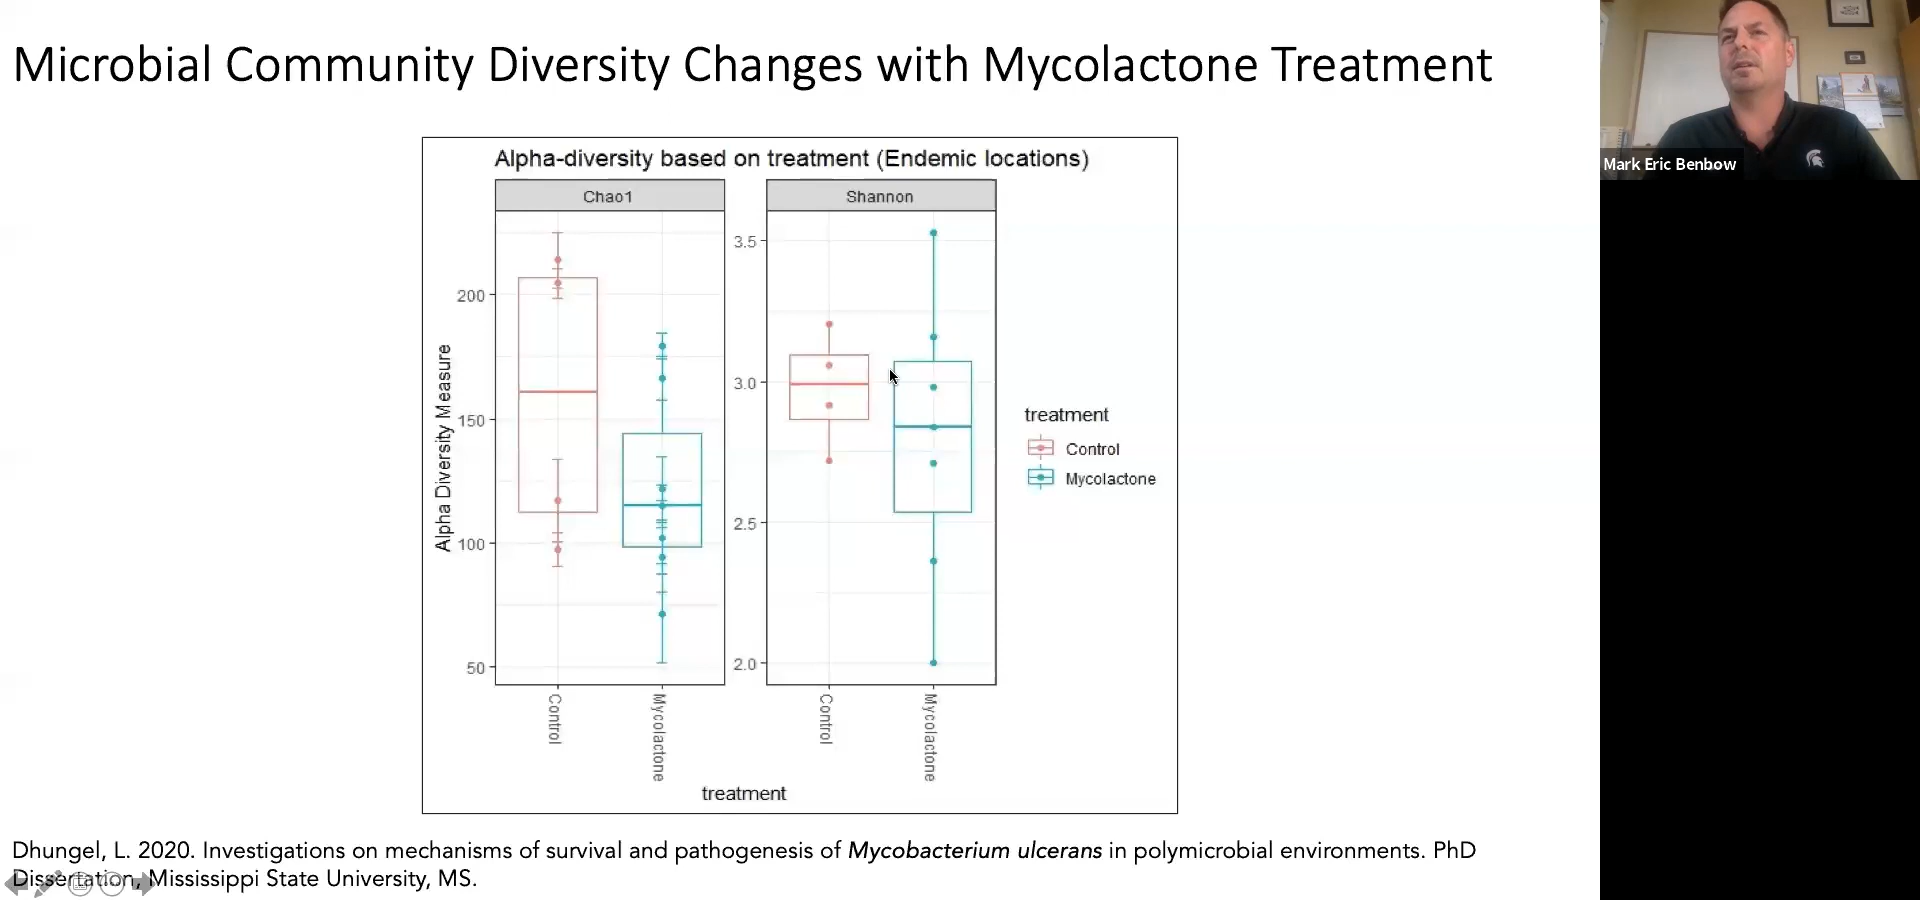 Microbial Community Diversity Changes with Mycolactone Treatment
Mark Eric Benbow
Alpha-diversity based on treatment (Endemic locations)
Chao1
Shannon
Alpha Diversity Measure
200
150
100
50
3.5
3.0
2.5
2.0
Control
Mycolactone
Control
Mycolactone
treatment
treatment
Control
Mycolactone
Dhungel, L. 2020. Investigations on mechanisms of survival and pathogenesis of Mycobacterium ulcerans in polymicrobial environments. PhD
Dissertation, Mississippi State University, MS.